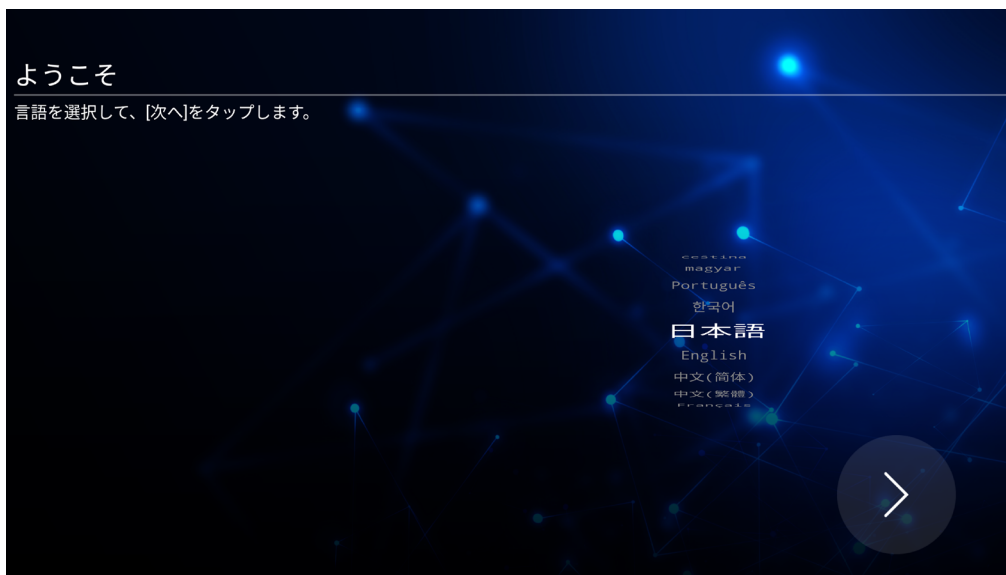 ようこそ
言語を選択して、[次へ]をタップします。
čeština
magyar
Português
한국어
日本語
English
中文(简体)
中文(繁體)
Français